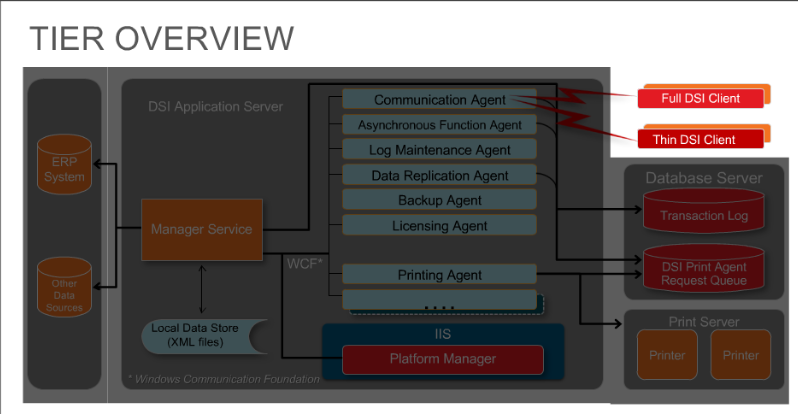 TIER OVERVIEW
DSI Application Server
ERP
System
Other
Data
Sources
Manager Service
Local Data Store
(XML files)
* Windows Communication Foundation
WCF*
Communication Agent
Asynchronous Function Agent
Log Maintenance Agent
Data Replication Agent
Backup Agent
Licensing Agent
Printing Agent
. . . .
IIS
Platform Manager
Full DSI Client
Thin DSI Client
Database Server
Transaction Log
DSI Print Agent
Request Queue
Print Server
Printer
Printer